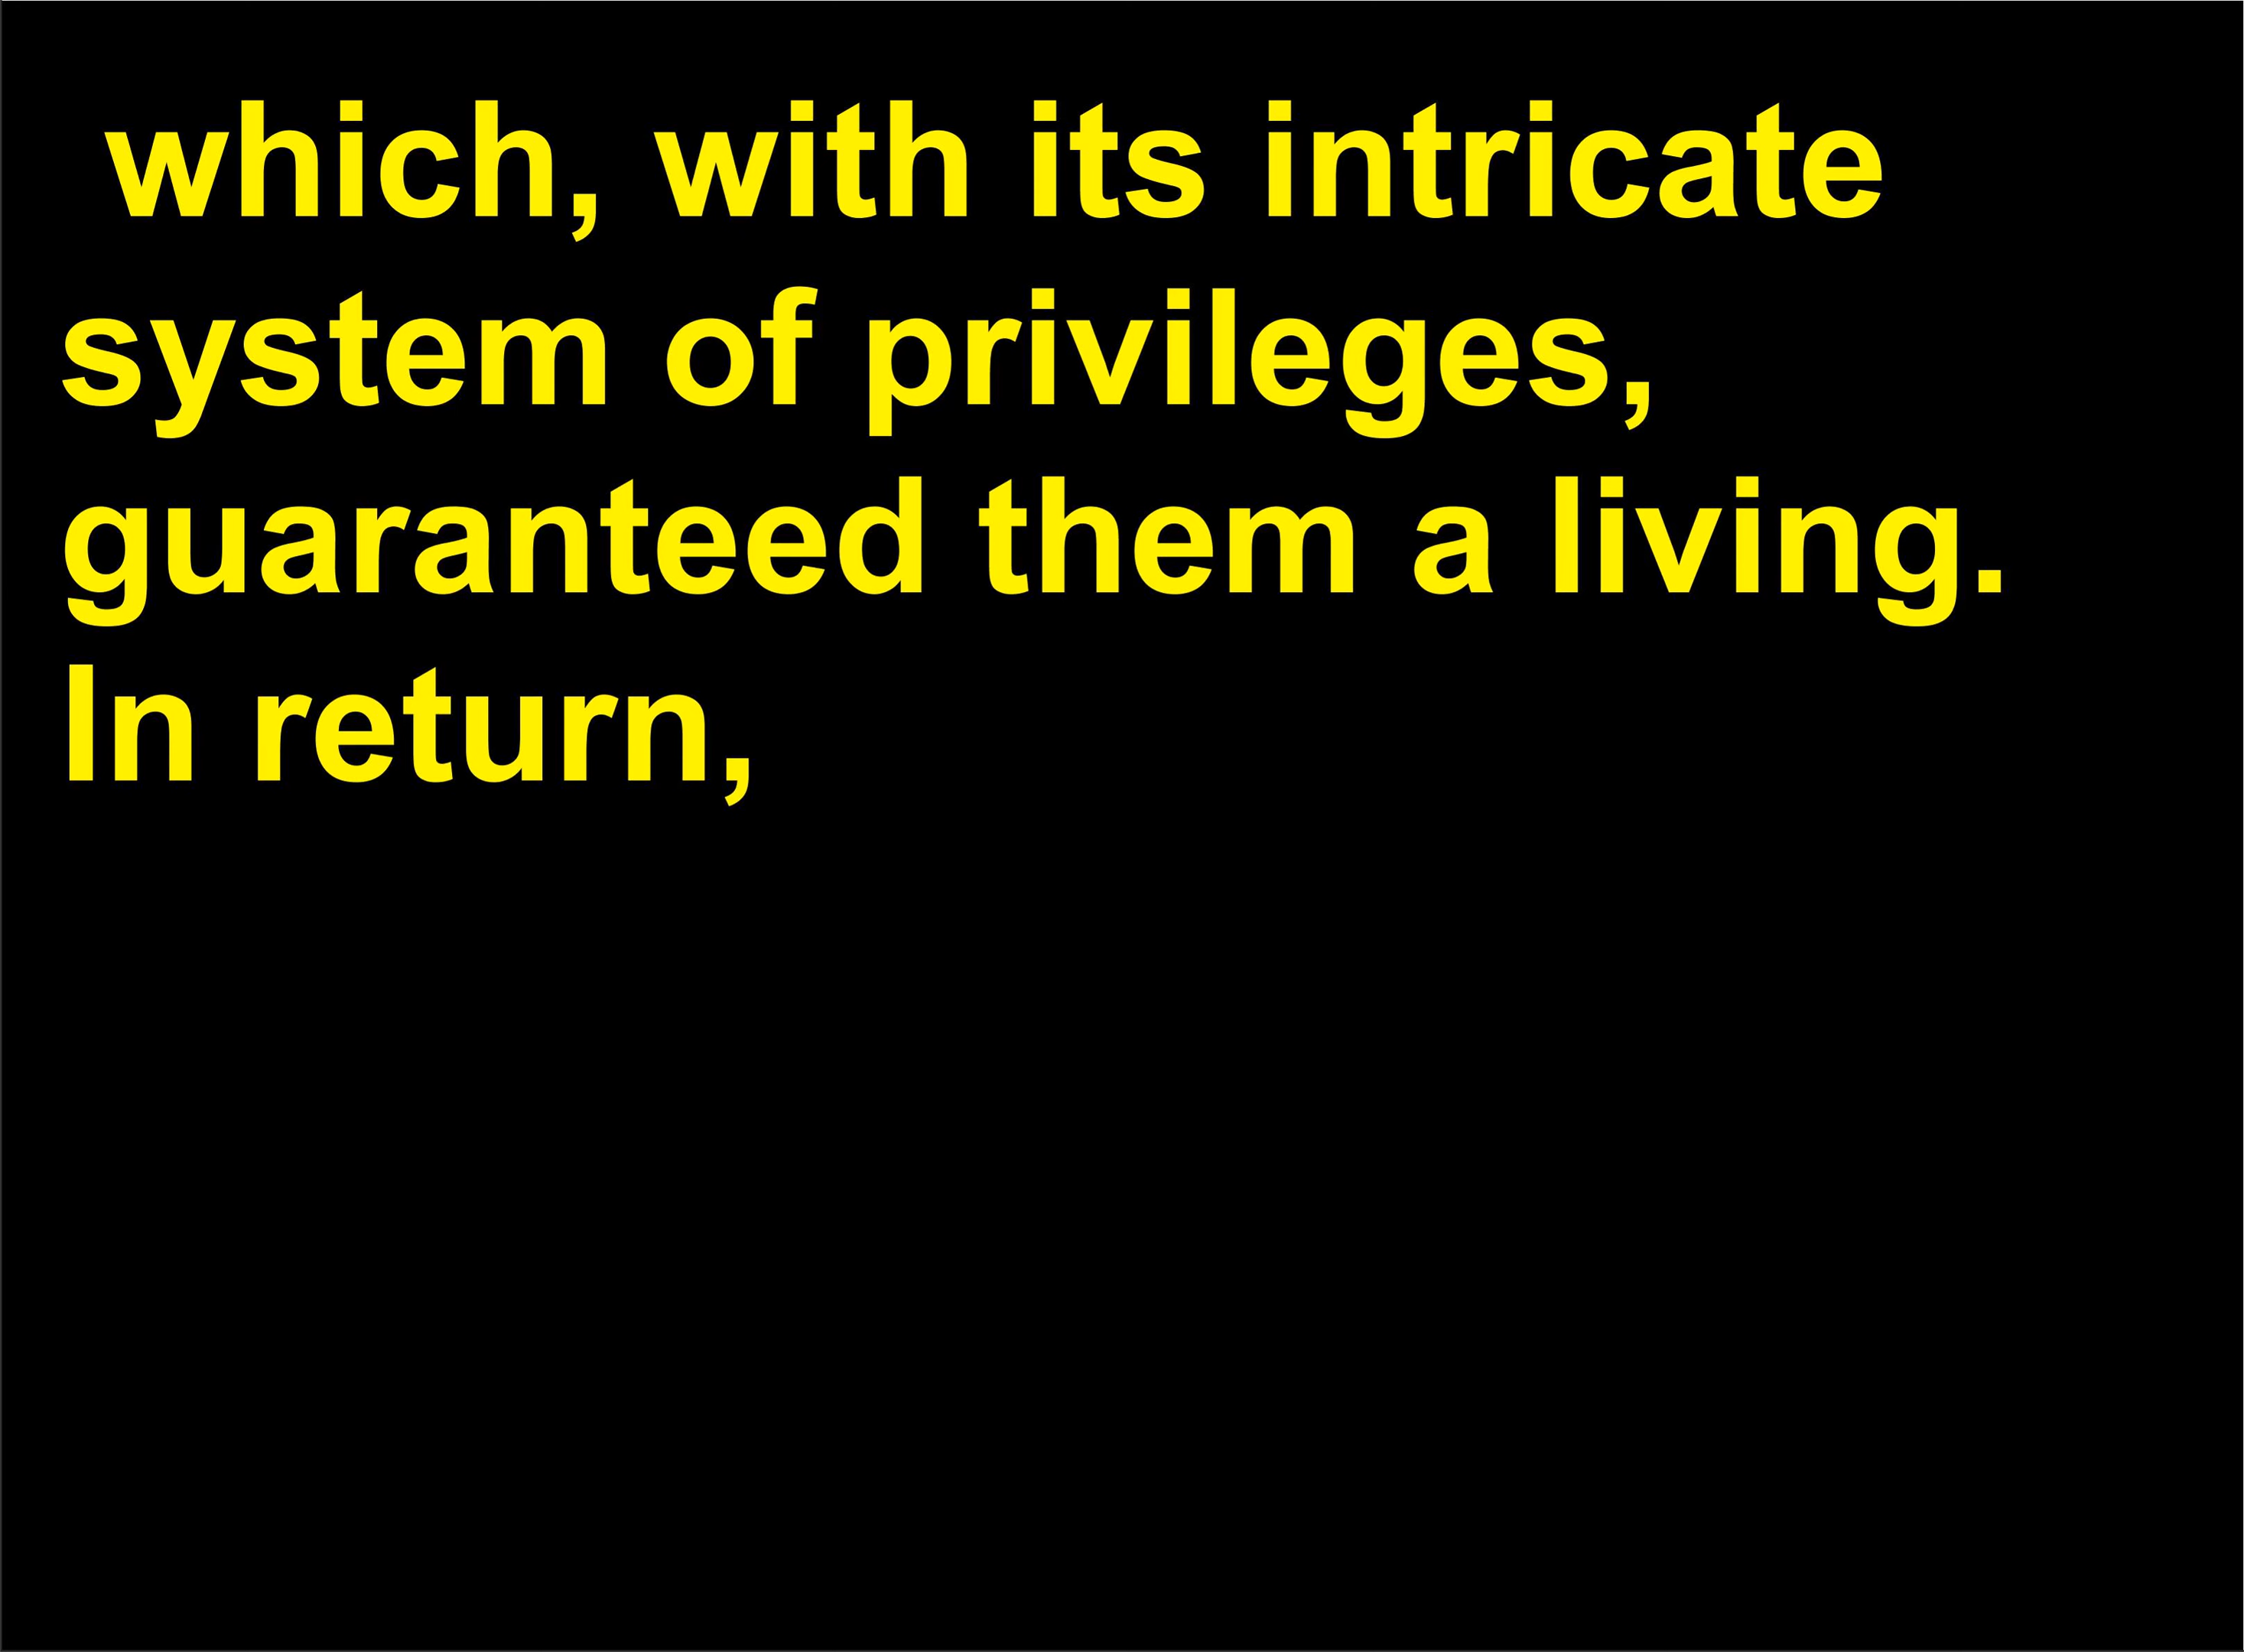 which, with its intricate
system of privileges,
guaranteed them a living.
In return,